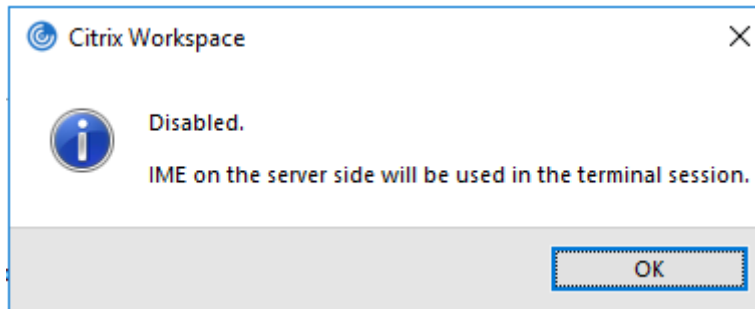 Citrix Workspace
Disabled.
IME on the server side will be used in the terminal session.
OK